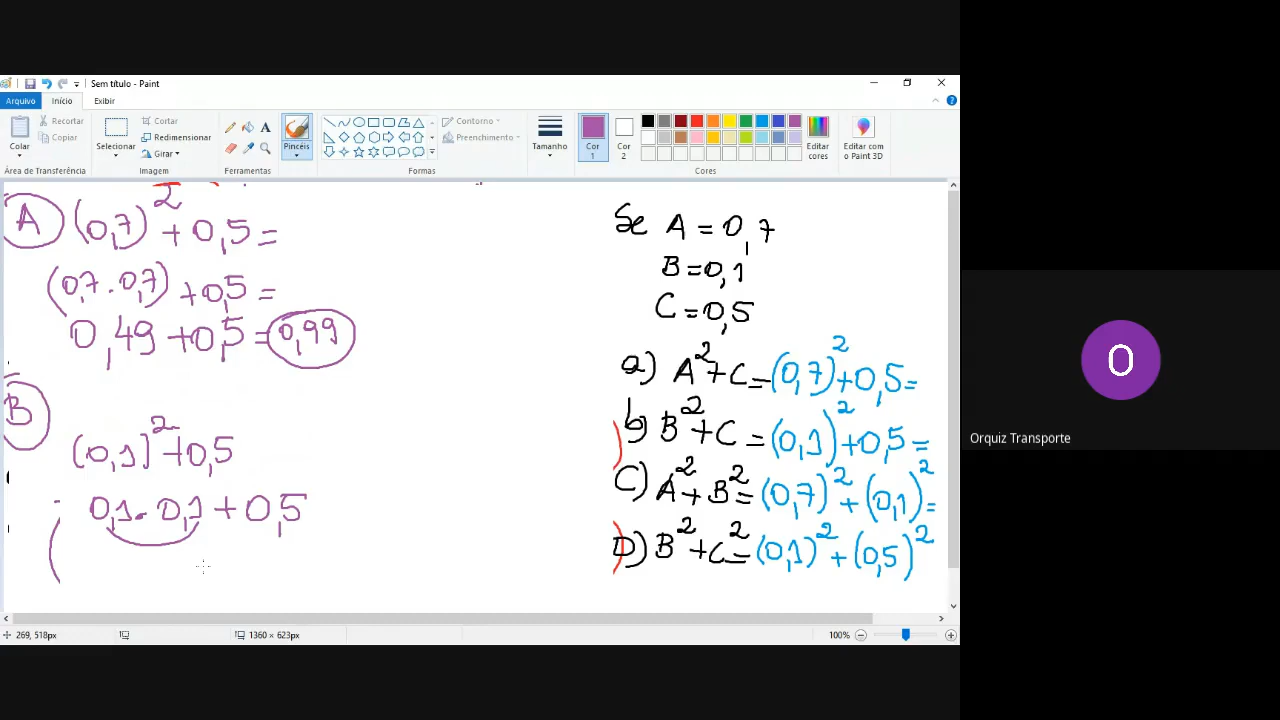 Sem título - Paint
Arquivo Início Exibir
Colar
Recortar
Copiar
Área de Transferência
Selecionar
Cortar
Redimensionar
Girar
Imagem
Pincéis
A
Ferramentas
Contorno
Preenchimento
Formas
Tamanho
Cor 1
Cor 2
Editar cores
Editar com o Paint 3D
Cores
A (0,7)² + 0,5 =
(0,7 . 0,7) + 0,5 =
0,49 + 0,5 = 0,99
B
(0,1)² + 0,5
0,1 . 0,1 + 0,5
Se A = 0,7
B = 0,1
C = 0,5
a) A² + C = (0,7)² + 0,5 =
b) B² + C = (0,1)² + 0,5 =
C) A² + B² = (0,7)² + (0,1)² =
D) B² + C² = (0,1)² + (0,5)²
269, 518px
1360 × 623px
100%
O
Orquiz Transporte